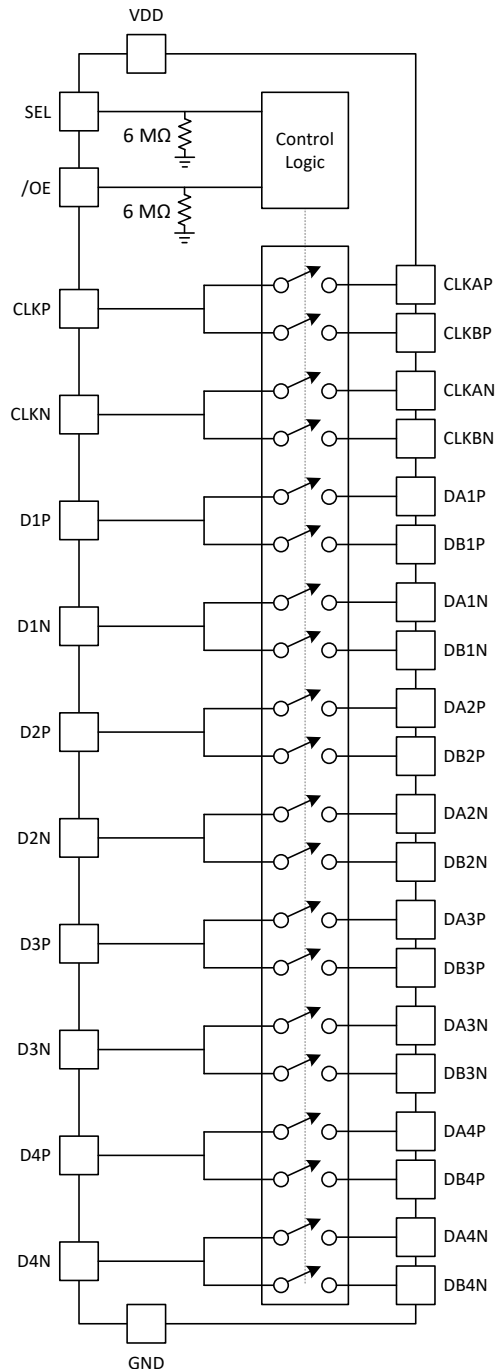 VDD
SEL
6 MΩ
Control
Logic
/OE
6 MΩ
CLKP
CLKAP
CLKBP
CLKN
CLKAN
CLKBN
D1P
DA1P
DB1P
D1N
DA1N
DB1N
D2P
DA2P
DB2P
D2N
DA2N
DB2N
D3P
DA3P
DB3P
D3N
DA3N
DB3N
D4P
DA4P
DB4P
D4N
DA4N
DB4N
GND